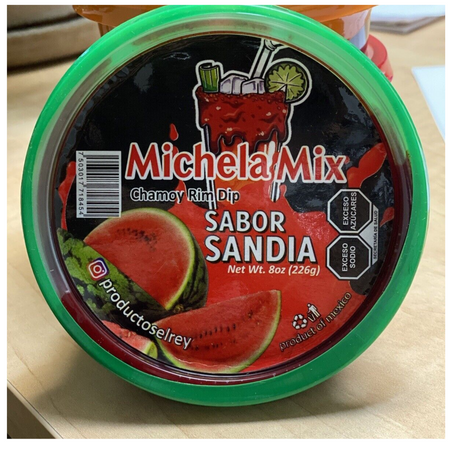 Michela Mix
Chamoy Rim Dip
SABOR
SANDIA
Net Wt. 8oz (226g)
EXCESO
AZÚCARES
EXCESO
SODIO
7503017718454
productoselrey
product of mexico